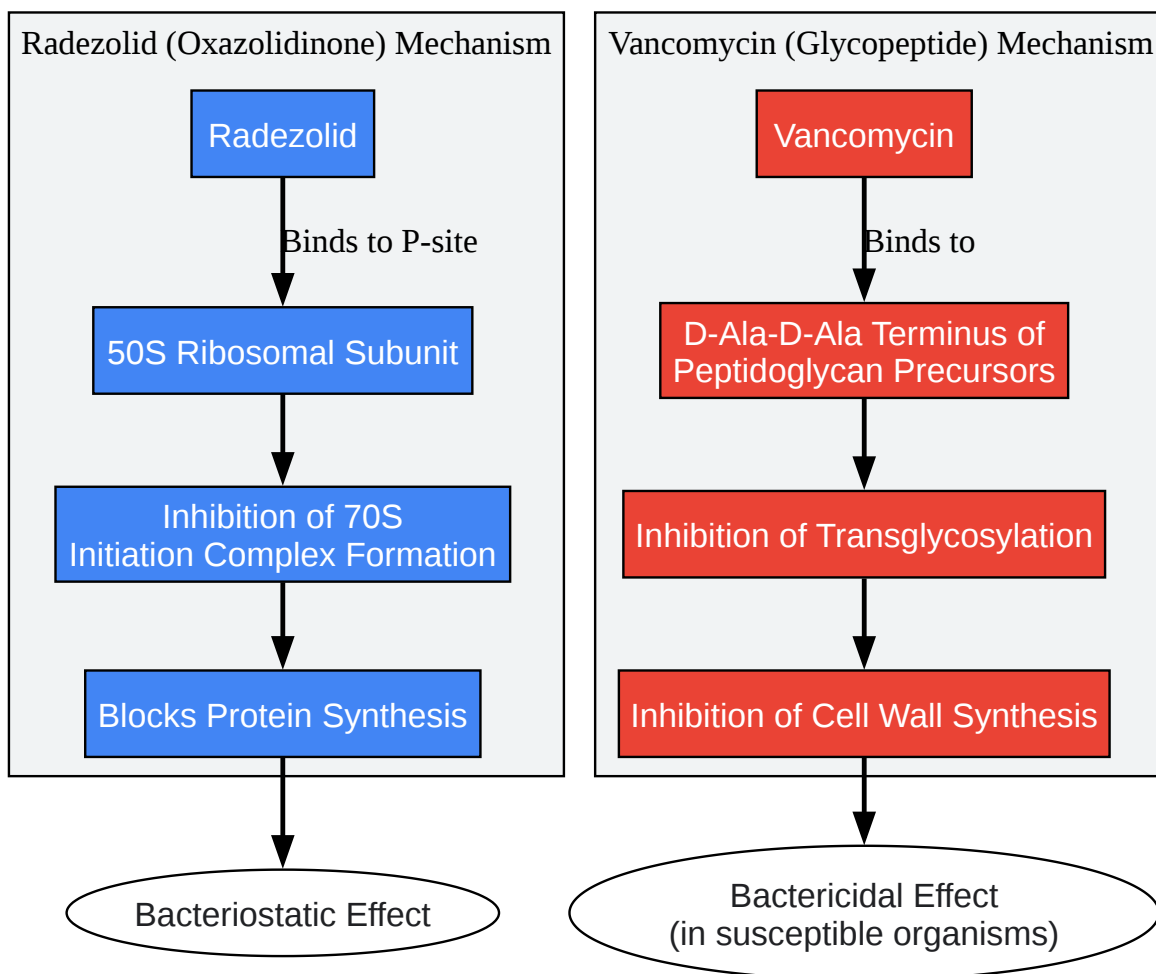 Radezolid (Oxazolidinone) Mechanism
Radezolid
Binds to P-site
50S Ribosomal Subunit
Inhibition of 70S
Initiation Complex Formation
Blocks Protein Synthesis
Bacteriostatic Effect
Vancomycin (Glycopeptide) Mechanism
Vancomycin
Binds to
D-Ala-D-Ala Terminus of
Peptidoglycan Precursors
Inhibition of Transglycosylation
Inhibition of Cell Wall Synthesis
Bactericidal Effect
(in susceptible organisms)